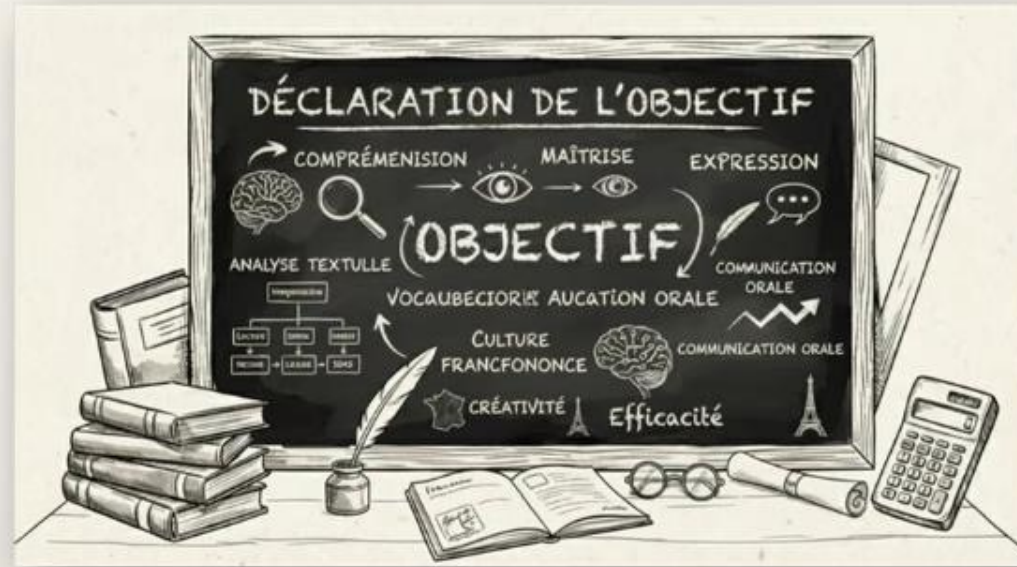 DÉCLARATION DE L'OBJECTIF
COMPRÉMENISION
MAÎTRISE
EXPRESSION
OBJECTIF
ANALYSE TEXTULLE
COMMUNICATION
ORALE
VOCAUBECIOR AUCATION ORALE
CULTURE
FRANCFONONCE
COMMUNICATION ORALE
CRÉATIVITÉ
Efficacité